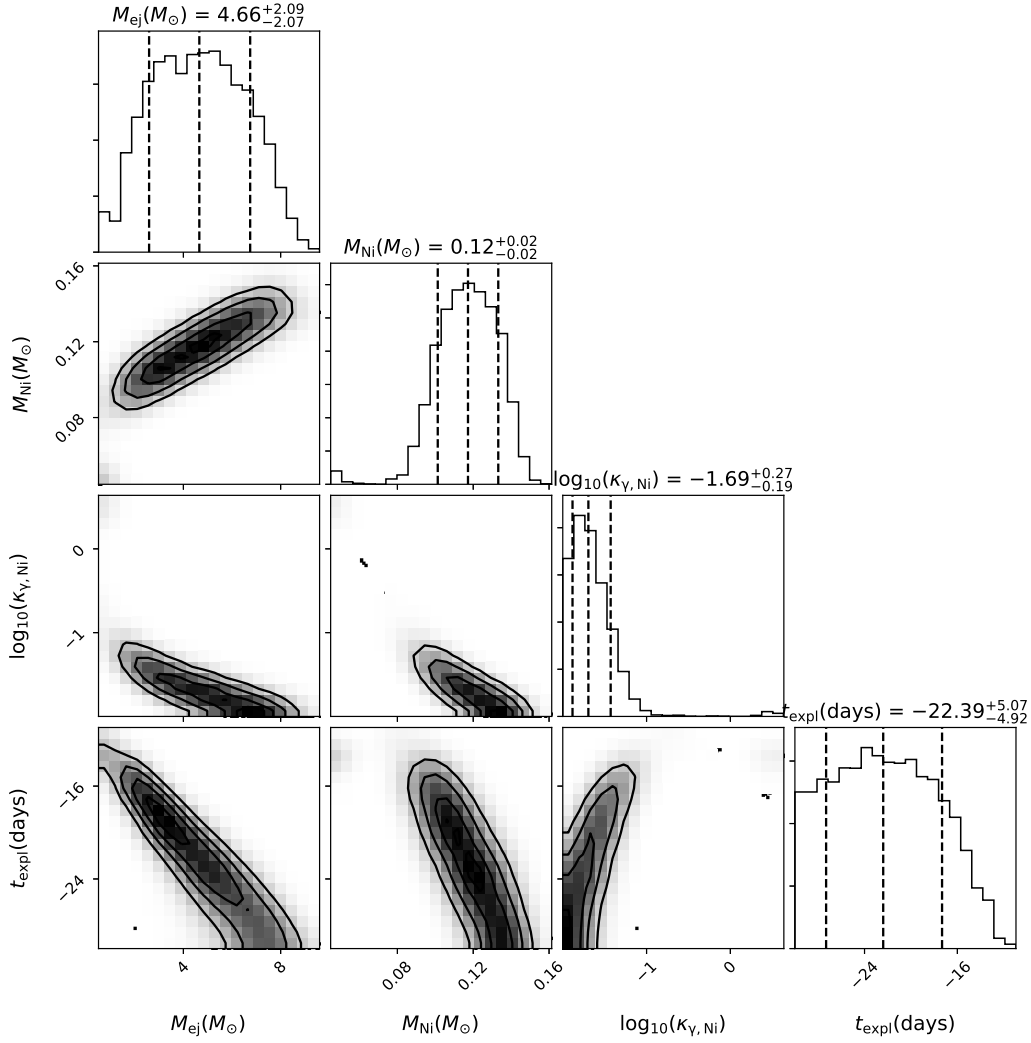 M_ej(M_⊙) = 4.66^{+2.09}_{−2.07}
0.16
0.12
0.08
M_Ni(M_⊙)
M_Ni(M_⊙) = 0.12^{+0.02}_{−0.02}
0
−1
log₁₀(κ_{γ, Ni})
log₁₀(κ_{γ, Ni}) = −1.69^{+0.27}_{−0.19}
−16
−24
t_expl(days)
t_expl(days) = −22.39^{+5.07}_{−4.92}
4 8 0.08 0.12 0.16 −1 0 −24 −16
M_ej(M_⊙) M_Ni(M_⊙) log₁₀(κ_{γ, Ni}) t_expl(days)